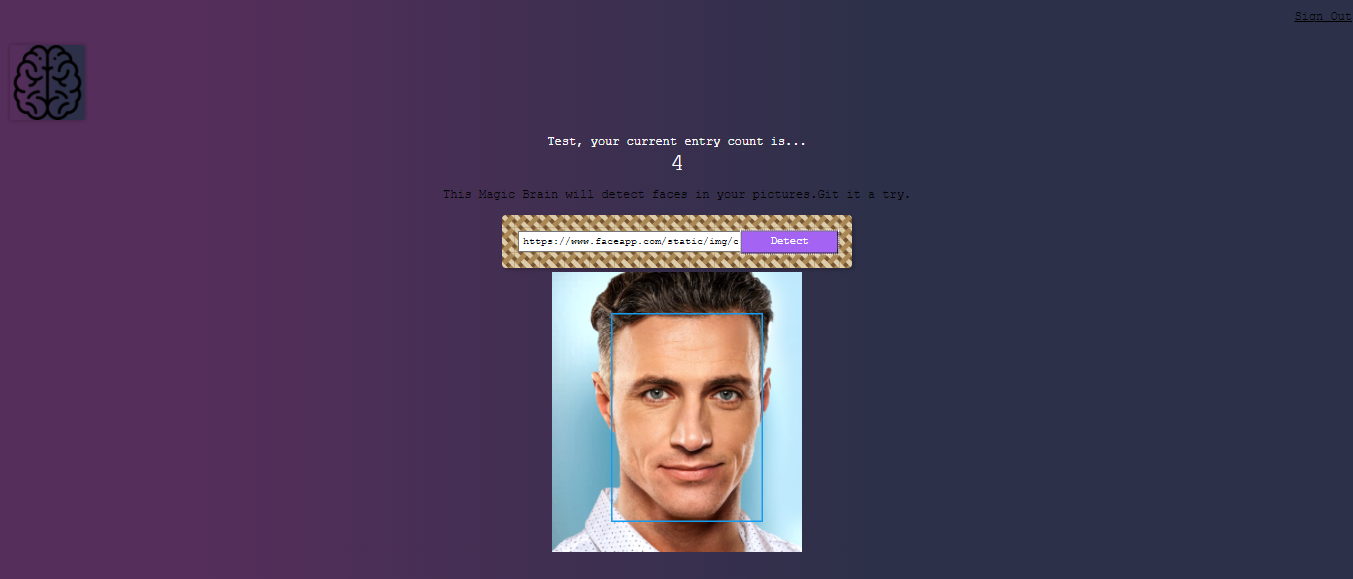 Sign Out
Test, your current entry count is...
4
This Magic Brain will detect faces in your pictures.Git it a try.
https://www.faceapp.com/static/img/c
Detect